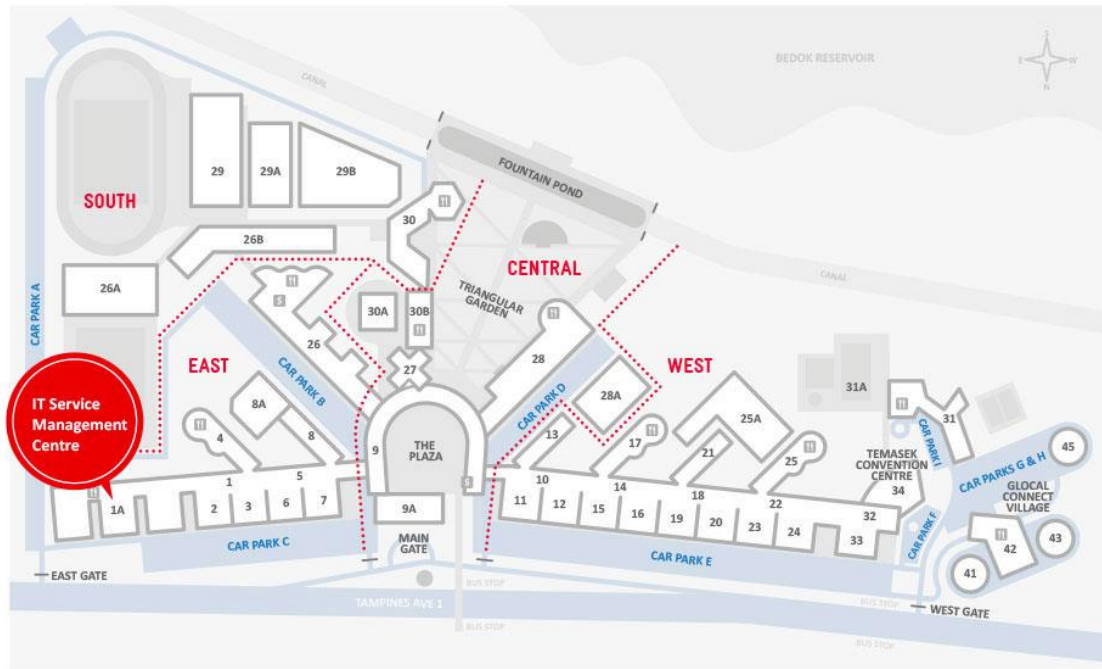 S
E
W
N
BEDOK RESERVOIR
CANAL
FOUNTAIN POND
29
29A
29B
SOUTH
30
26B
CENTRAL
CANAL
26A
TRIANGULAR
GARDEN
30A
30B
S
CAR PARK A
26
EAST
CAR PARK B
27
28
WEST
CAR PARK D
28A
31A
25A
31
8A
IT Service
Management
Centre
4
8
9
THE
PLAZA
13
17
21
25
TEMASEK
CONVENTION
CENTRE
CAR PARK I
45
CAR PARKS G & H
GLOCAL
CONNECT
VILLAGE
1
5
S
10
14
18
22
34
1A
2
3
6
7
9A
11
12
15
16
19
20
23
24
32
33
CAR PARK F
42
43
41
CAR PARK C
MAIN
GATE
CAR PARK E
EAST GATE
WEST GATE
BUS STOP
BUS STOP
TAMPINES AVE 1
BUS STOP
BUS STOP